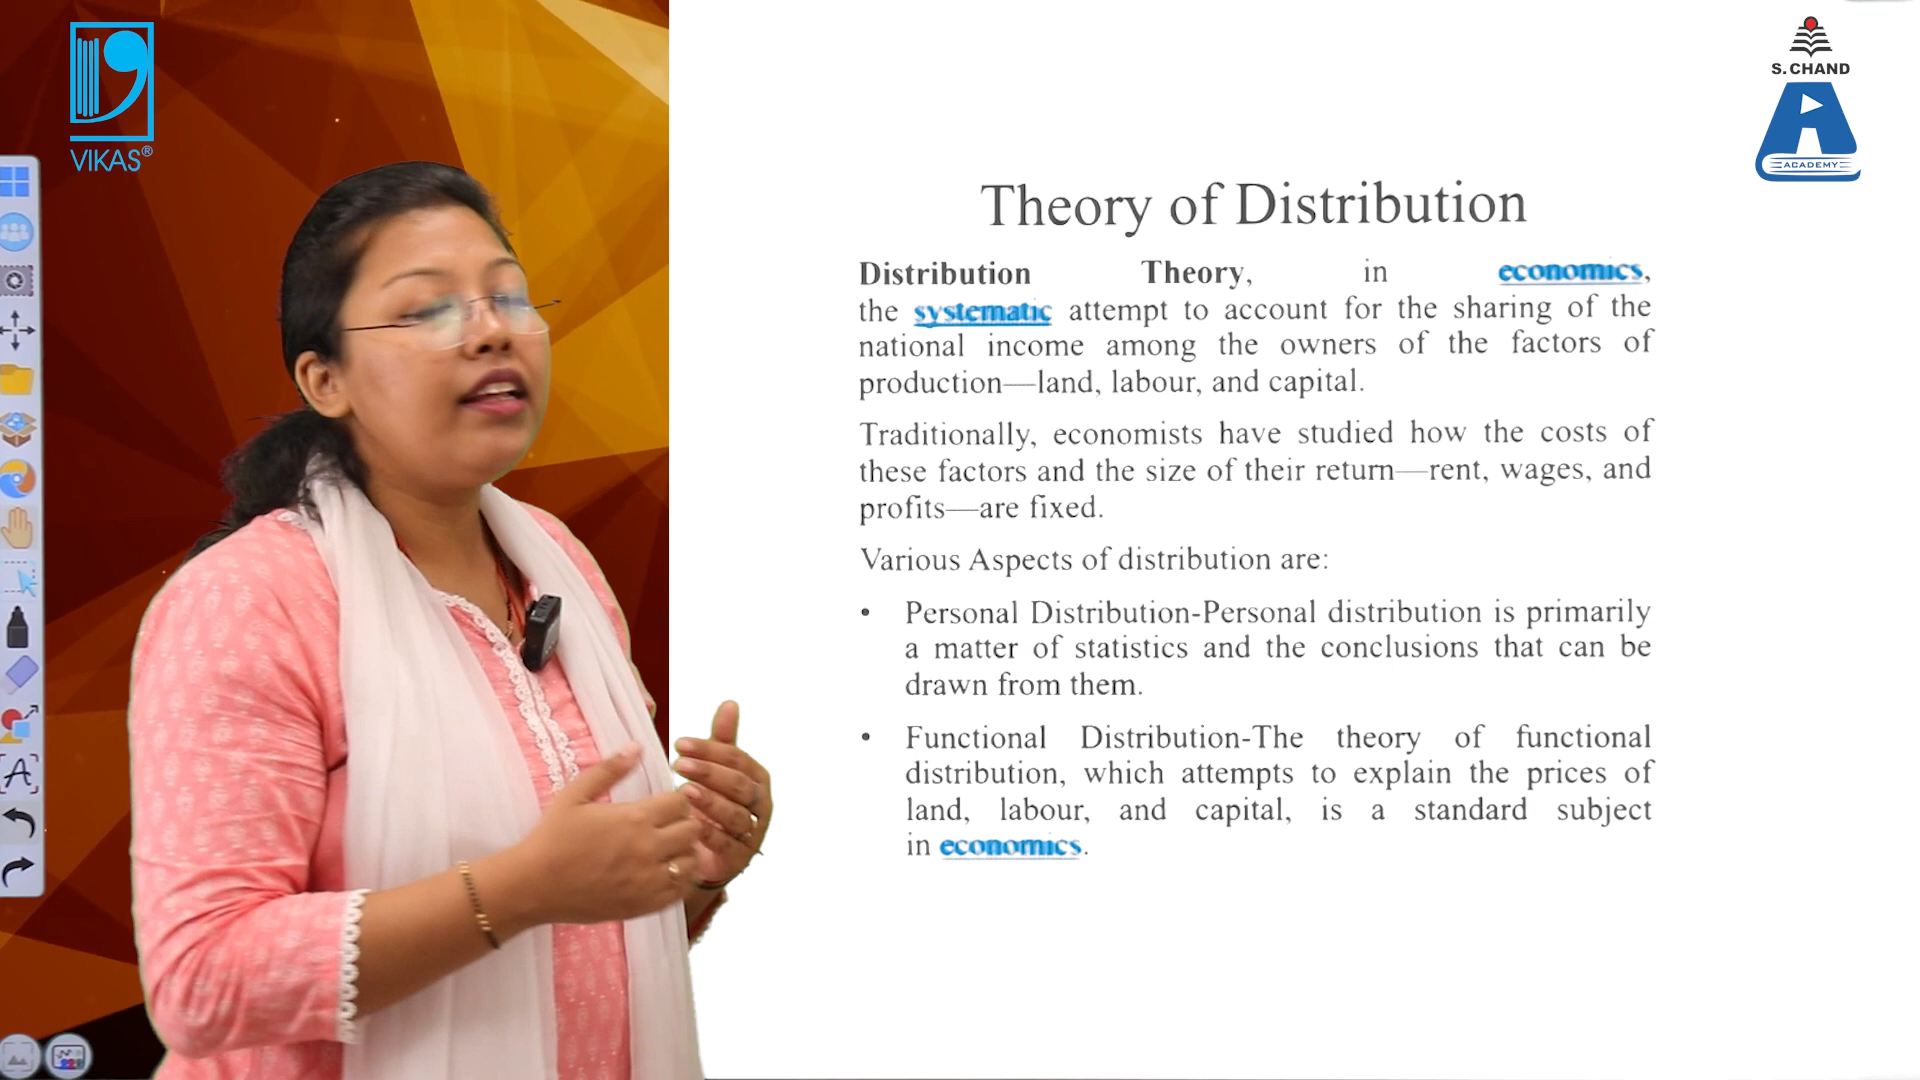 VIKAS®
S. CHAND
A
ACADEMY
Theory of Distribution
Distribution Theory, in economics,
the systematic attempt to account for the sharing of the
national income among the owners of the factors of
production—land, labour, and capital.
Traditionally, economists have studied how the costs of
these factors and the size of their return—rent, wages, and
profits—are fixed.
Various Aspects of distribution are:
• Personal Distribution-Personal distribution is primarily
a matter of statistics and the conclusions that can be
drawn from them.
• Functional Distribution-The theory of functional
distribution, which attempts to explain the prices of
land, labour, and capital, is a standard subject
in economics.